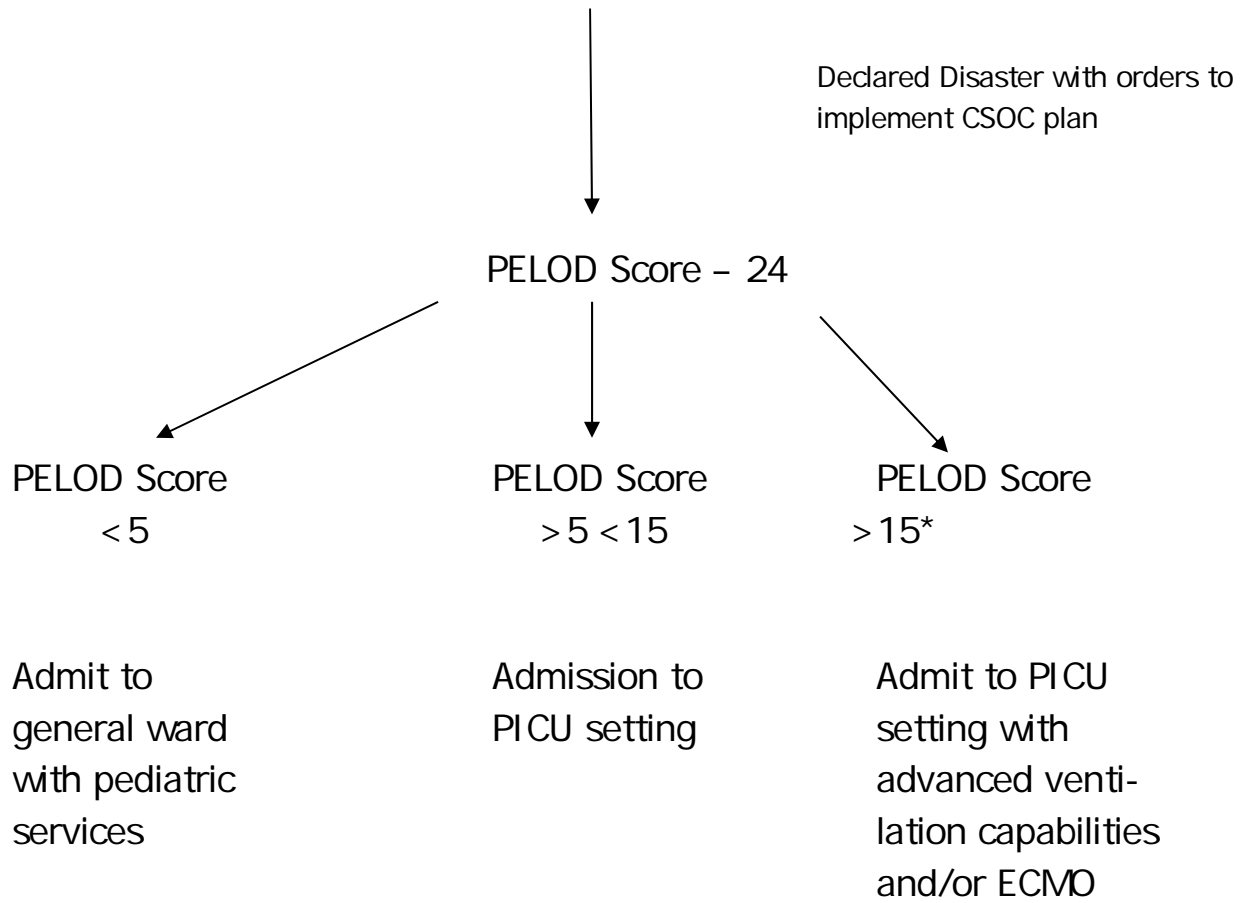 Declared Disaster with orders to
implement CSOC plan
PELOD Score – 24
PELOD Score
<5
PELOD Score
>5 <15
PELOD Score
>15*
Admit to
general ward
with pediatric
services
Admission to
PICU setting
Admit to PICU
setting with
advanced venti-
lation capabilities
and/or ECMO